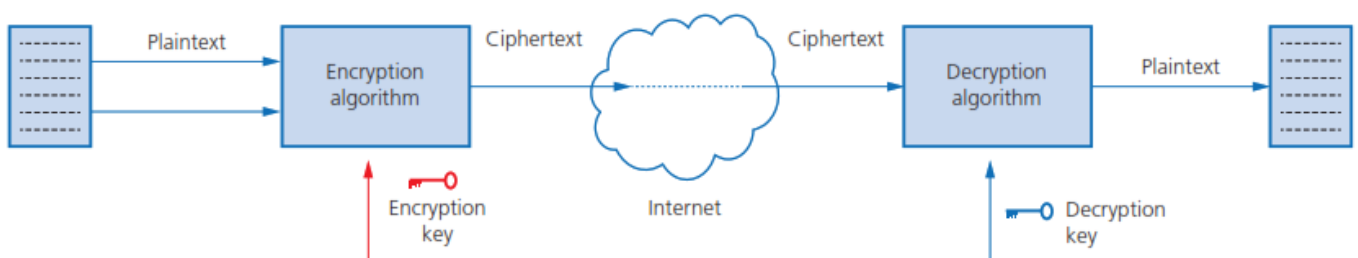 Plaintext
Encryption
algorithm
Ciphertext
Internet
Ciphertext
Decryption
algorithm
Plaintext
Encryption
key
Decryption
key